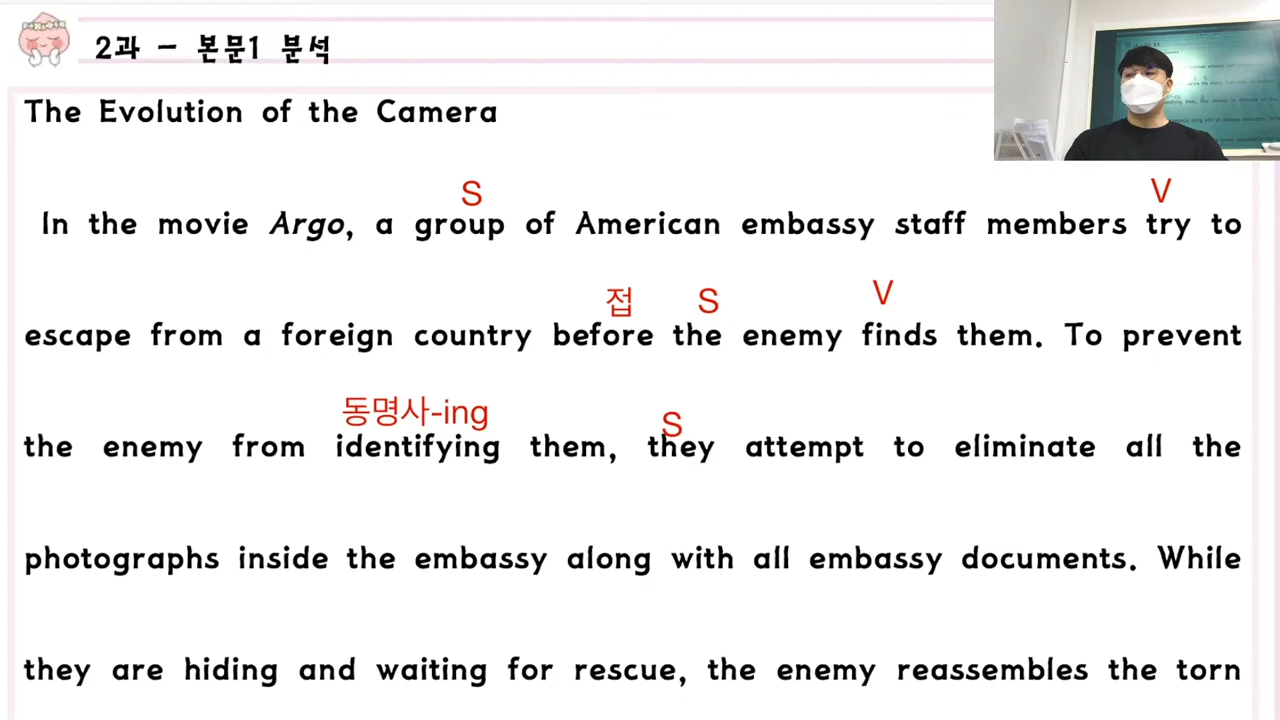 2과 - 본문1 분석
The Evolution of the Camera
S V
In the movie Argo, a group of American embassy staff members try to
접 S V
escape from a foreign country before the enemy finds them. To prevent
동명사-ing S
the enemy from identifying them, they attempt to eliminate all the
photographs inside the embassy along with all embassy documents. While
they are hiding and waiting for rescue, the enemy reassembles the torn